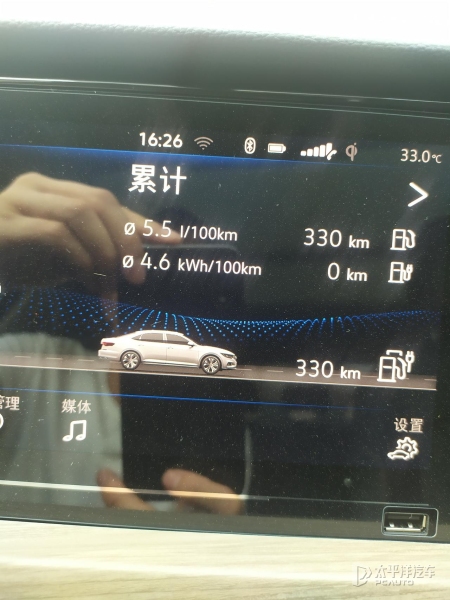 16:26 33.0°C
累计
Ø 5.5 l/100km 330 km
Ø 4.6 kWh/100km 0 km
330 km
管理 媒体 设置
太平洋汽车
PCAUTO